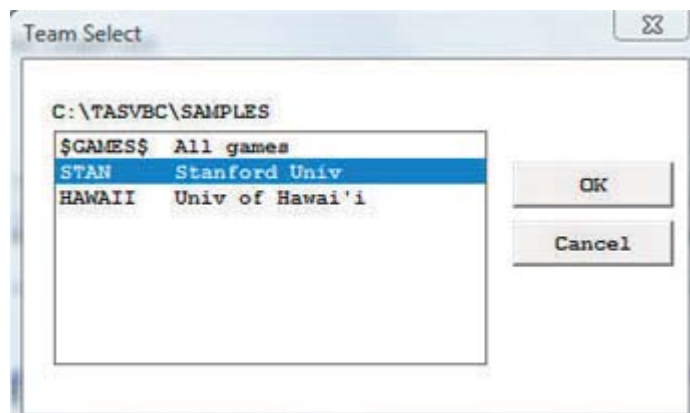 Team Select
C:\TASVBC\SAMPLES
$GAMES$ All games
STAN Stanford Univ
HAWAII Univ of Hawai'i
OK
Cancel